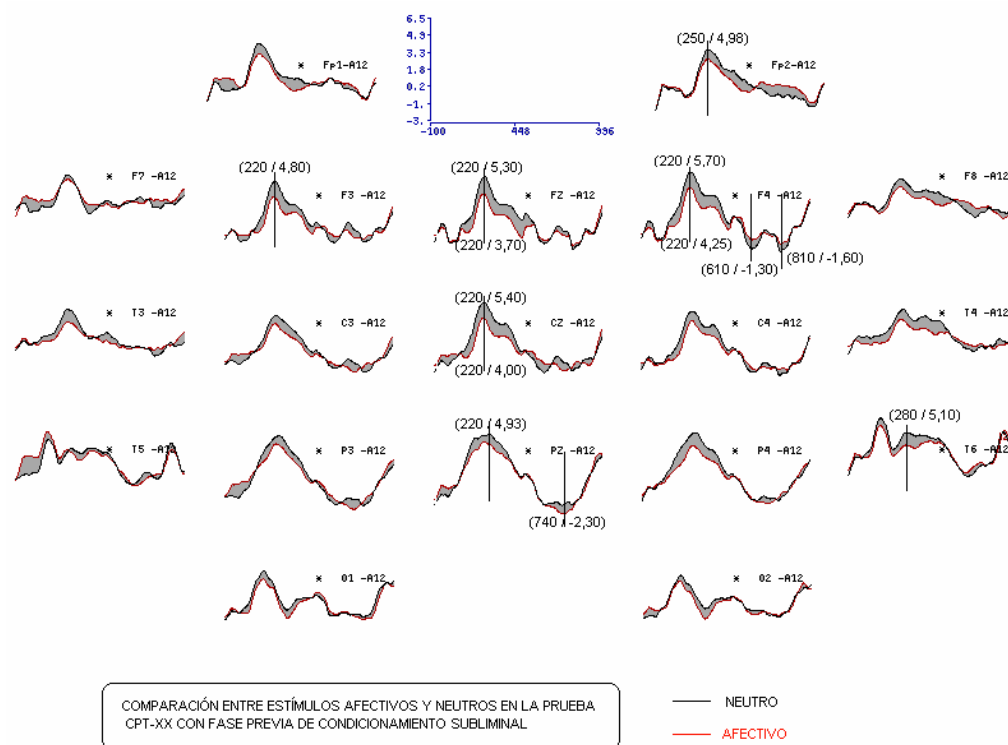 6.5
4.9
3.3
1.8
0.2
-1.
-3.
-100 448 996
* Fp1-A12
(250 / 4,98)
* Fp2-A12
* F7 -A12
(220 / 4,80)
* F3 -A12
(220 / 5,30)
* FZ -A12
(220 / 3,70)
(220 / 5,70)
* F4 -A12
(220 / 4,25)
(610 / -1,30)
(810 / -1,60)
* F8 -A12
* T3 -A12
* C3 -A12
(220 / 5,40)
* CZ -A12
(220 / 4,00)
* C4 -A12
* T4 -A12
* T5 -A12
* P3 -A12
(220 / 4,93)
* PZ -A12
(740 / -2,30)
* P4 -A12
(280 / 5,10)
* T6 -A12
* O1 -A12
* O2 -A12
COMPARACIÓN ENTRE ESTÍMULOS AFECTIVOS Y NEUTROS EN LA PRUEBA
CPT-XX CON FASE PREVIA DE CONDICIONAMIENTO SUBLIMINAL
NEUTRO
AFECTIVO